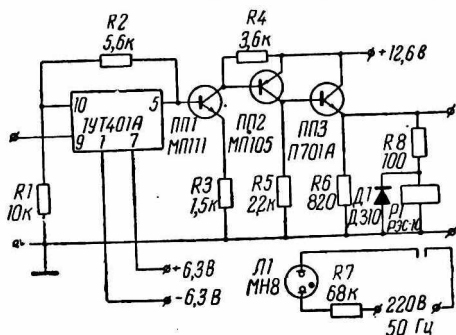 R2
5,6к
R4
3,6к
+12,6В
10
5
1УТ401А
9
1
7
ПП1
МП111
ПП2
МП105
ПП3
П701А
R8
100
R1
10к
R3
1,5к
R5
22к
R6
820
Д1
Д310
Р1
РЭС-10
+6,3В
-6,3В
Л1
МН8
R7
68к
220В
50 Гц